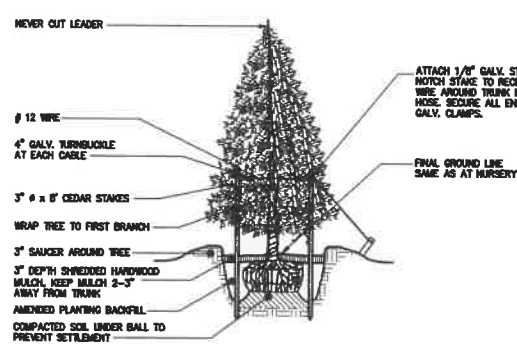 NEVER CUT LEADER
# 12 WIRE
4" GALV. TURNBUCKLE
AT EACH CABLE
3" ø x 8' CEDAR STAKES
WRAP TREE TO FIRST BRANCH
3" SAUCER AROUND TREE
3" DEPTH SHREDDED HARDWOOD
MULCH, KEEP MULCH 2-3"
AWAY FROM TRUNK
AMENDED PLANTING BACKFILL
COMPACTED SOIL UNDER BALL TO
PREVENT SETTLEMENT
ATTACH 1/8" GALV. ST
NOTCH STAKE TO RECE
WIRE AROUND TRUNK
HOSE. SECURE ALL EN
GALV. CLAMPS.
FINAL GROUND LINE
SAME AS AT NURSERY